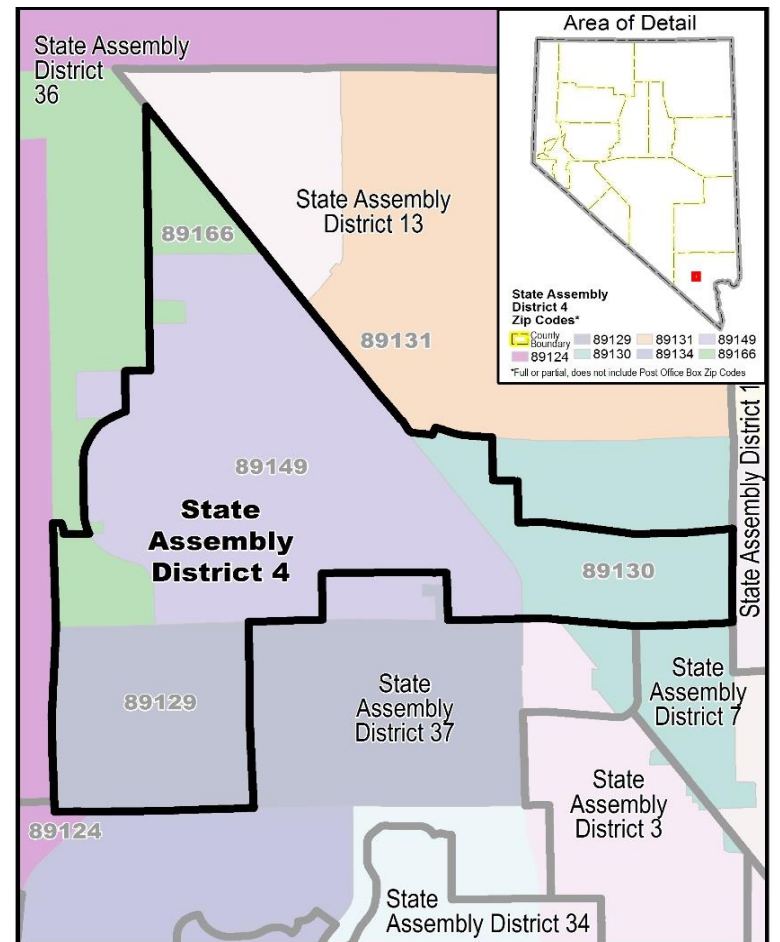 State Assembly
District
36
Area of Detail
State Assembly
District 4
Zip Codes*
County
Boundary
89124
89129
89130
89131
89134
89149
89166
*Full or partial, does not include Post Office Box Zip Codes
State Assembly
District 13
89166
89131
State Assembly District 1
89149
State
Assembly
District 4
89130
89129
State
Assembly
District 37
State
Assembly
District 7
State
Assembly
District 3
89124
State
Assembly District 34